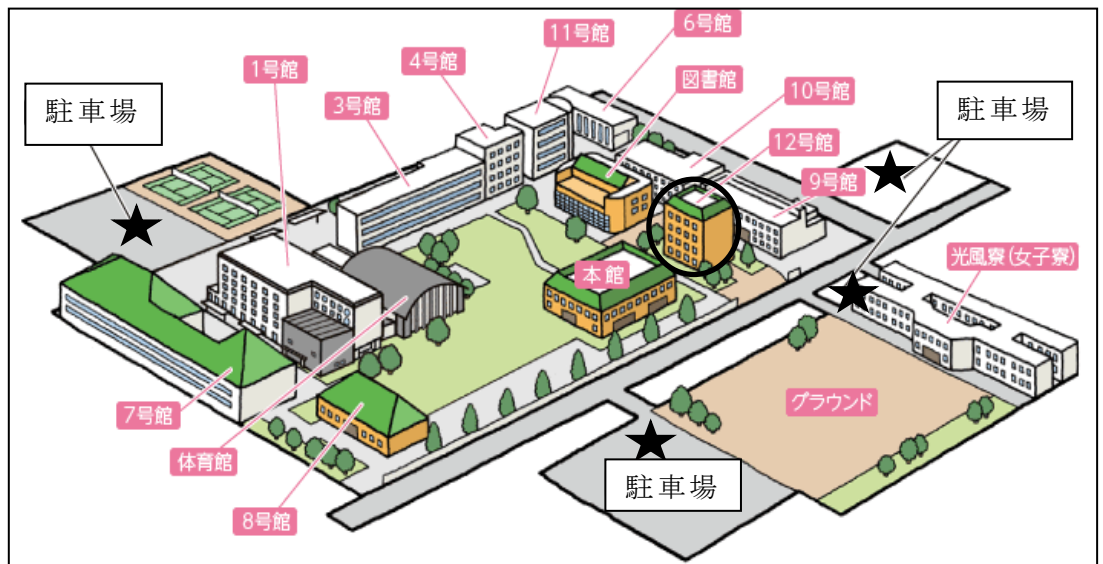 11号館
6号館
4号館
1号館
図書館
3号館
10号館
駐車場
駐車場
12号館
9号館
光風寮(女子寮)
本館
グラウンド
7号館
体育館
駐車場
8号館